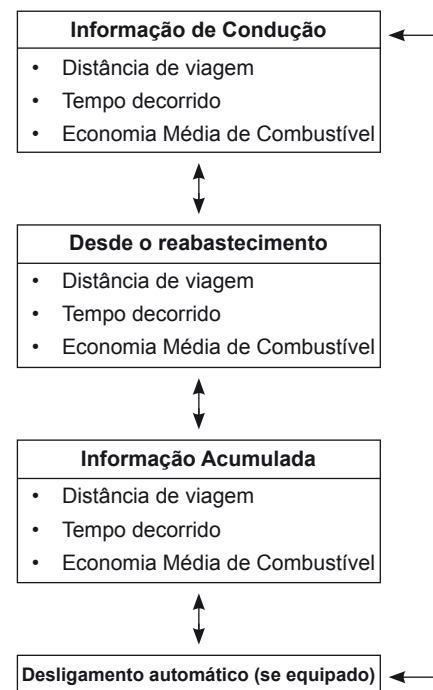 Informação de Condução
• Distância de viagem
• Tempo decorrido
• Economia Média de Combustível
Desde o reabastecimento
• Distância de viagem
• Tempo decorrido
• Economia Média de Combustível
Informação Acumulada
• Distância de viagem
• Tempo decorrido
• Economia Média de Combustível
Desligamento automático (se equipado)